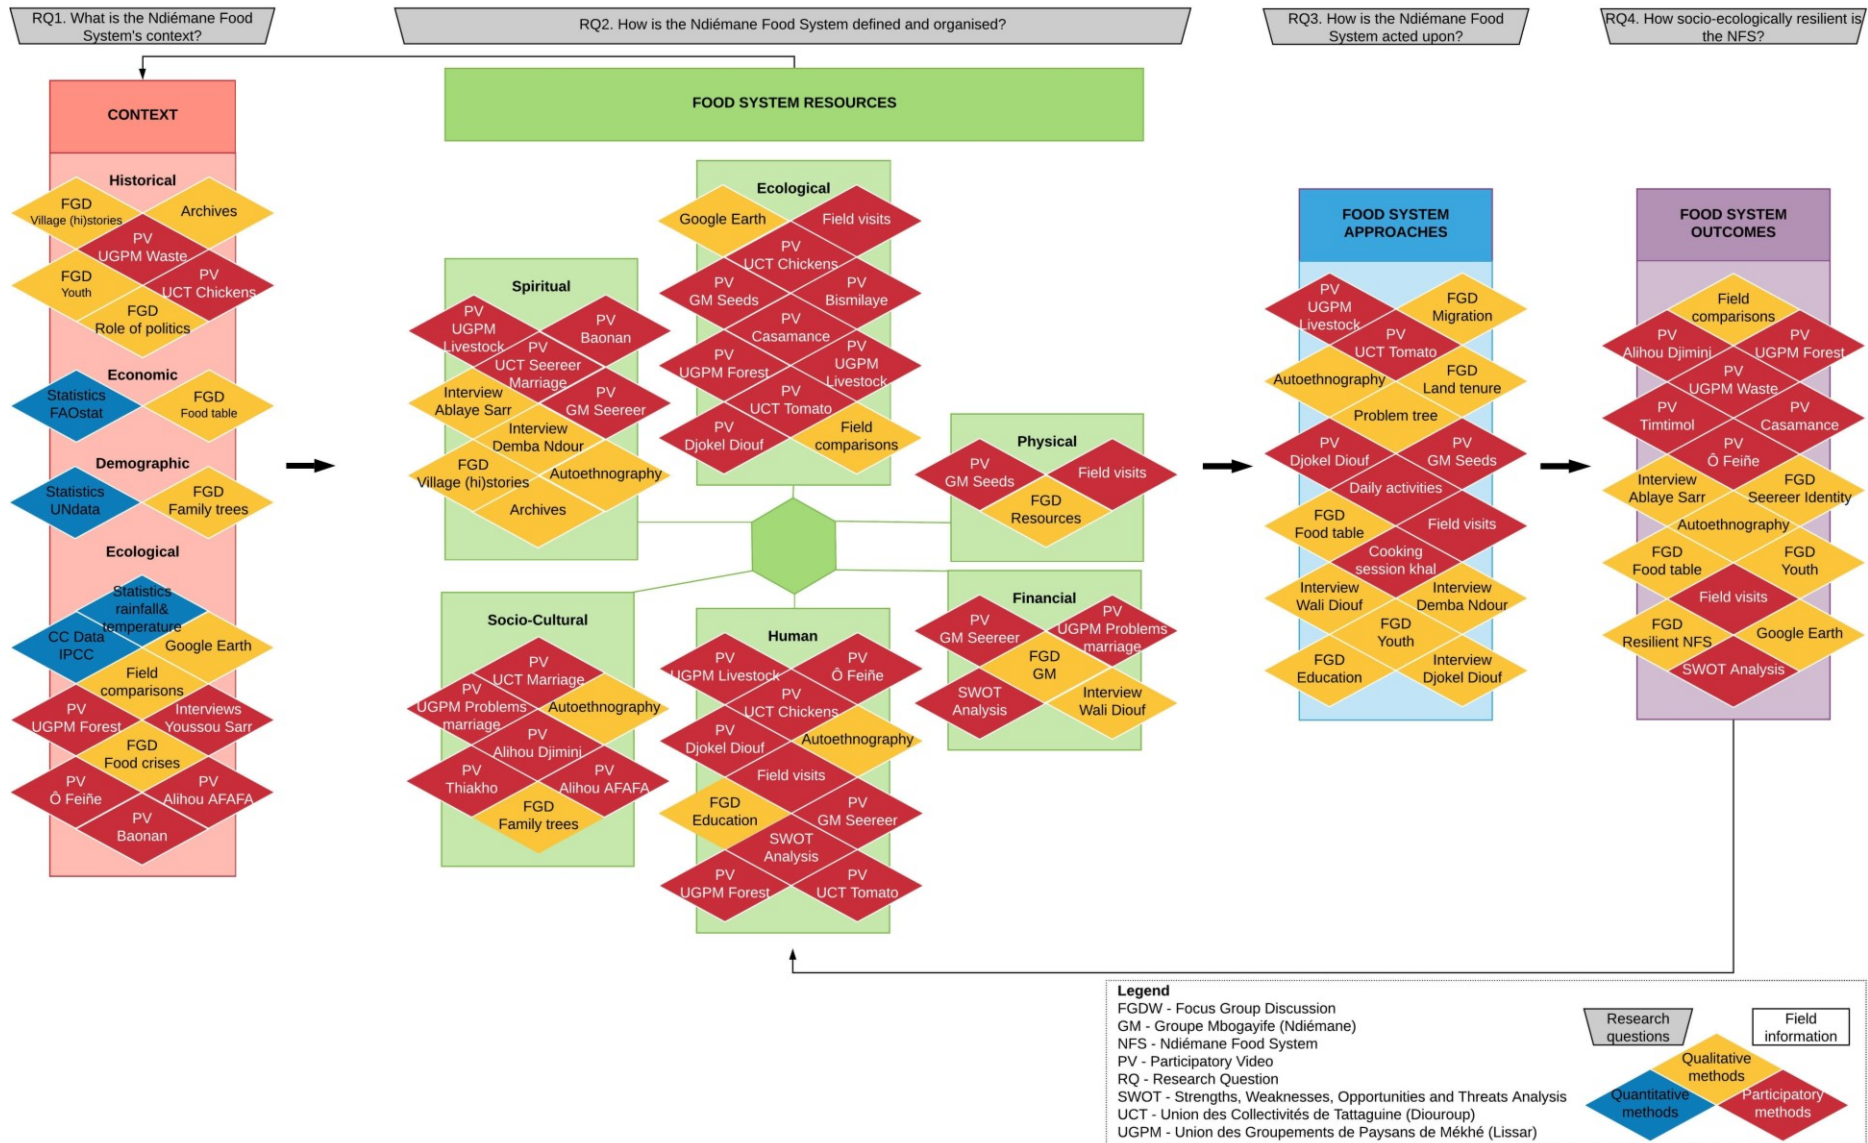 RQ1. What is the Ndiémane Food
System's context?
RQ2. How is the Ndiémane Food System defined and organised?
RQ3. How is the Ndiémane Food
System acted upon?
RQ4. How socio-ecologically resilient is
the NFS?
CONTEXT
Historical
FGD
Village (hi)stories
Archives
PV
UGPM Waste
FGD
Youth
PV
UCT Chickens
FGD
Role of politics
Economic
Statistics
FAOstat
FGD
Food table
Demographic
Statistics
UNdata
FGD
Family trees
Ecological
Statistics
rainfall&
temperature
CC Data
IPCC
Google Earth
Field
comparisons
PV
UGPM Forest
Interviews
Youssou Sarr
FGD
Food crises
PV
Ô Feiñe
PV
Alihou AFAFA
PV
Baonan
FOOD SYSTEM RESOURCES
Spiritual
PV
UGPM
Livestock
PV
Baonan
PV
UCT Seereer
Marriage
Interview
Ablaye Sarr
PV
GM Seereer
Interview
Demba Ndour
FGD
Village (hi)stories
Autoethnography
Archives
Ecological
Google Earth
Field visits
PV
UCT Chickens
PV
GM Seeds
PV
Bismilaye
PV
Casamance
PV
UGPM Forest
PV
UGPM
Livestock
PV
UCT Tomato
PV
Djokel Diouf
Field
comparisons
Physical
PV
GM Seeds
Field visits
FGD
Resources
Socio-Cultural
PV
UCT Marriage
PV
UGPM Problems
marriage
Autoethnography
PV
Alihou Djimini
PV
Thiakho
PV
Alihou AFAFA
FGD
Family trees
Human
PV
UGPM Livestock
PV
Ô Feiñe
PV
UCT Chickens
PV
Djokel Diouf
Autoethnography
Field visits
FGD
Education
PV
GM Seereer
SWOT
Analysis
PV
UGPM Forest
PV
UCT Tomato
Financial
PV
GM Seereer
PV
UGPM Problems
marriage
FGD
GM
SWOT
Analysis
Interview
Wali Diouf
FOOD SYSTEM
APPROACHES
PV
UGPM
Livestock
FGD
Migration
PV
UCT Tomato
Autoethnography
FGD
Land tenure
Problem tree
PV
Djokel Diouf
PV
GM Seeds
Daily activities
FGD
Food table
Field visits
Cooking
session khal
Interview
Wali Diouf
Interview
Demba Ndour
FGD
Youth
FGD
Education
Interview
Djokel Diouf
FOOD SYSTEM
OUTCOMES
Field
comparisons
PV
Alihou Djimini
PV
UGPM Forest
PV
UGPM Waste
PV
Timtimol
PV
Casamance
PV
Ô Feiñe
Interview
Ablaye Sarr
FGD
Seereer Identity
Autoethnography
FGD
Food table
FGD
Youth
Field visits
FGD
Resilient NFS
Google Earth
SWOT Analysis
Legend
FGDW - Focus Group Discussion
GM - Groupe Mbogayife (Ndiémane)
NFS - Ndiémane Food System
PV - Participatory Video
RQ - Research Question
SWOT - Strengths, Weaknesses, Opportunities and Threats Analysis
UCT - Union des Collectivités de Tattaguine (Diouroup)
UGPM - Union des Groupements de Paysans de Mékhé (Lissar)
Research
questions
Field
information
Qualitative
methods
Quantitative
methods
Participatory
methods